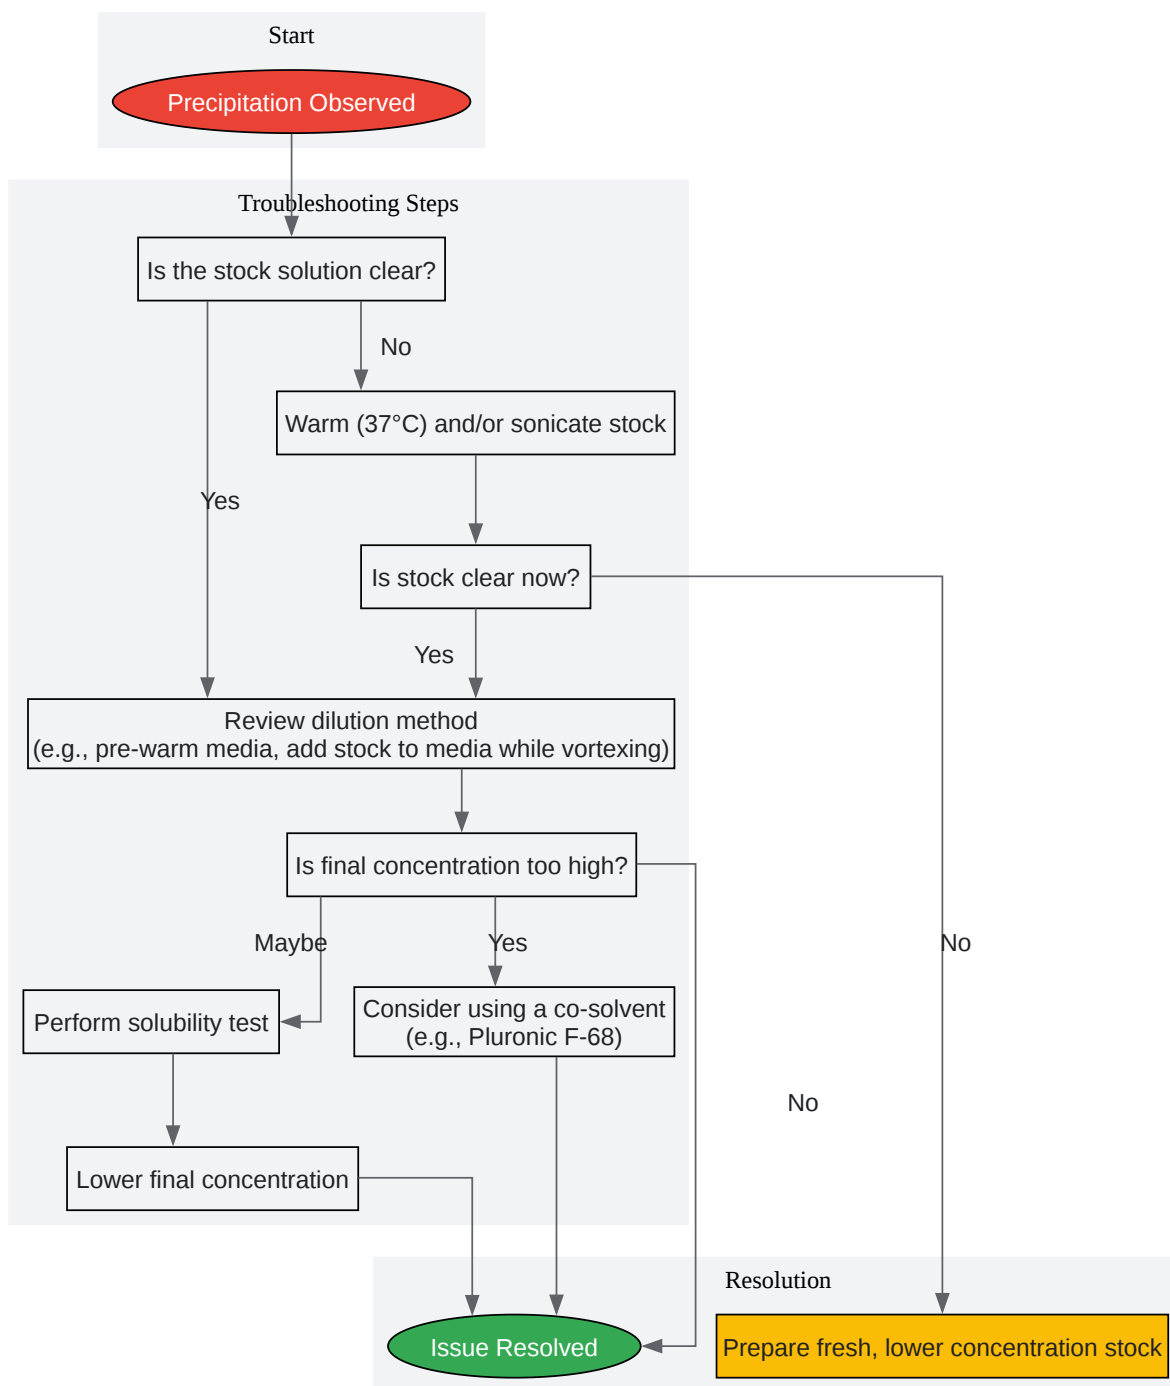 Start
Precipitation Observed
Troubleshooting Steps
Is the stock solution clear?
No
Warm (37°C) and/or sonicate stock
Yes
Is stock clear now?
Yes
Review dilution method
(e.g., pre-warm media, add stock to media while vortexing)
Is final concentration too high?
Maybe
Yes
No
Perform solubility test
Consider using a co-solvent
(e.g., Pluronic F-68)
No
Lower final concentration
Resolution
Issue Resolved
Prepare fresh, lower concentration stock